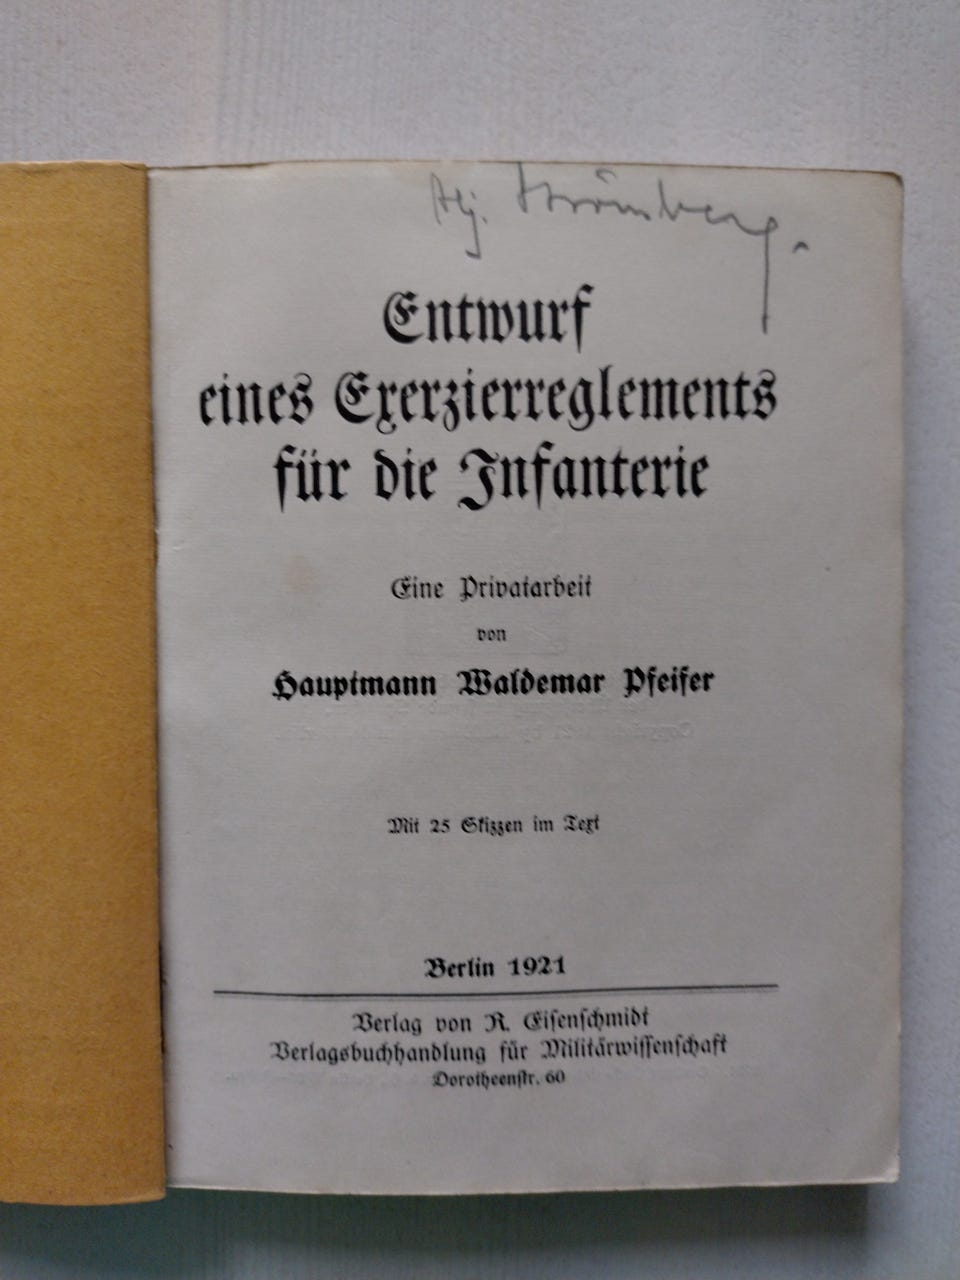 Strömberg.
Entwurf
eines Exerzierreglements
für die Infanterie
Eine Privatarbeit
von
Hauptmann Waldemar Pfeifer
Mit 25 Skizzen im Text
Berlin 1921
Verlag von R. Eisenschmidt
Verlagsbuchhandlung für Militärwissenschaft
Dorotheenstr. 60